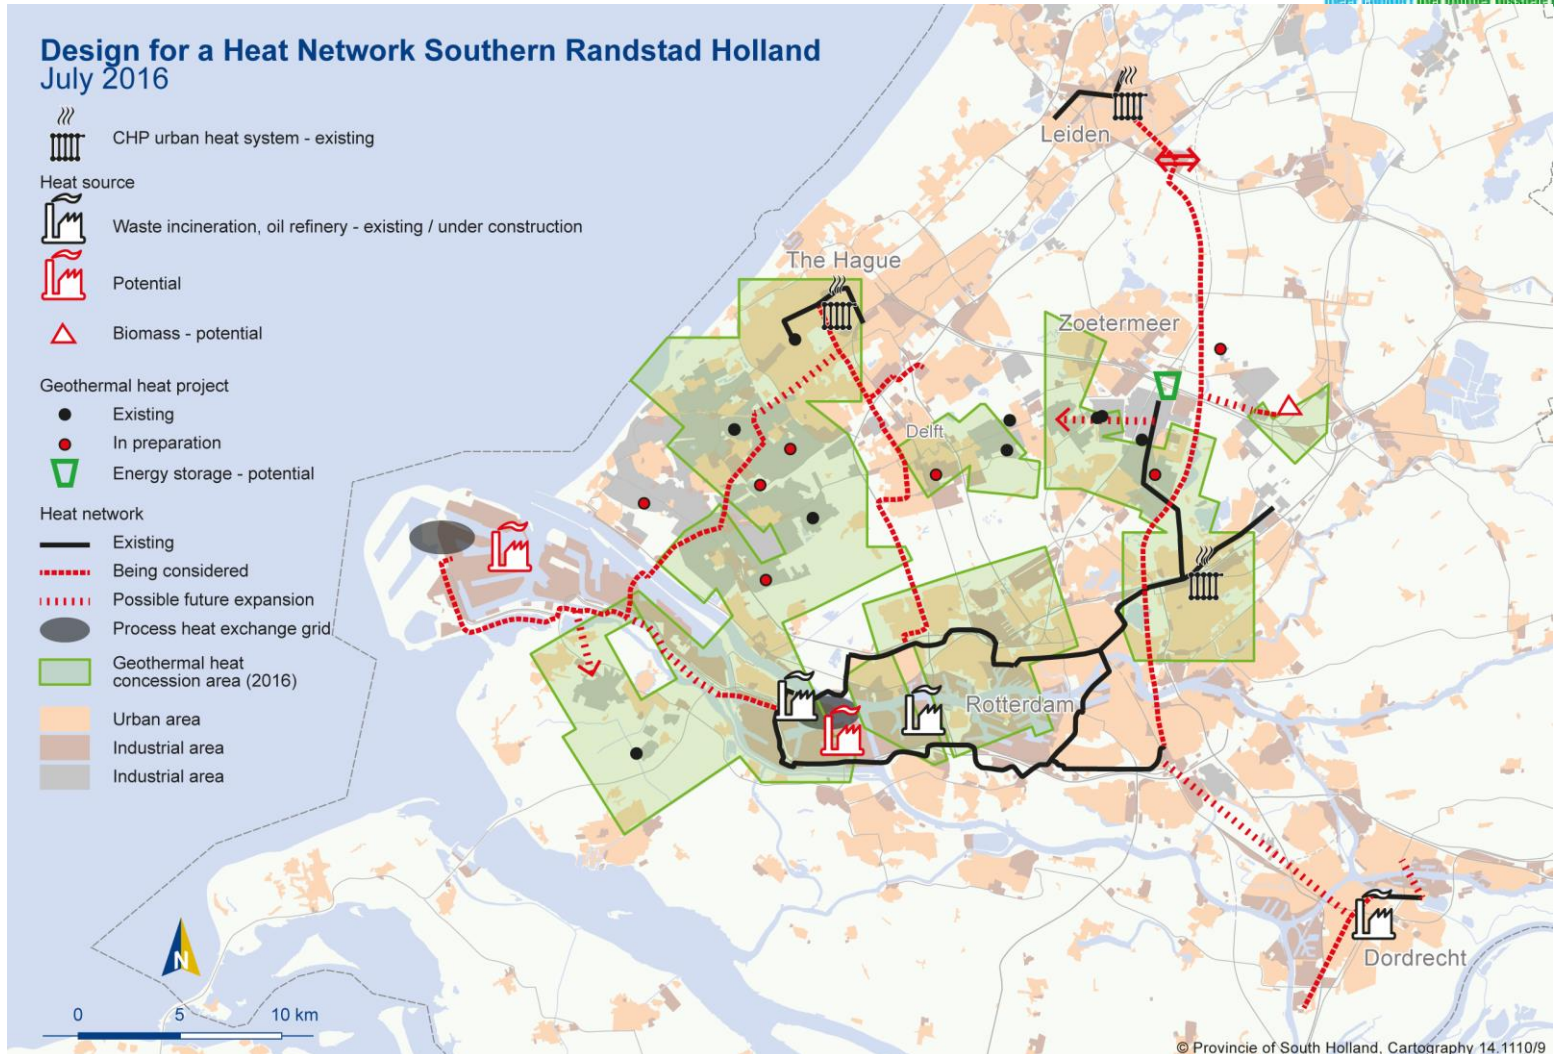 Design for a Heat Network Southern Randstad Holland
July 2016
CHP urban heat system - existing
Heat source
Waste incineration, oil refinery - existing / under construction
Potential
Biomass - potential
Geothermal heat project
Existing
In preparation
Energy storage - potential
Heat network
Existing
Being considered
Possible future expansion
Process heat exchange grid
Geothermal heat
concession area (2016)
Urban area
Industrial area
Industrial area
Leiden
The Hague
Zoetermeer
Delft
Rotterdam
Dordrecht
N
0 5 10 km
© Provincie of South Holland. Cartography 14.1110/9